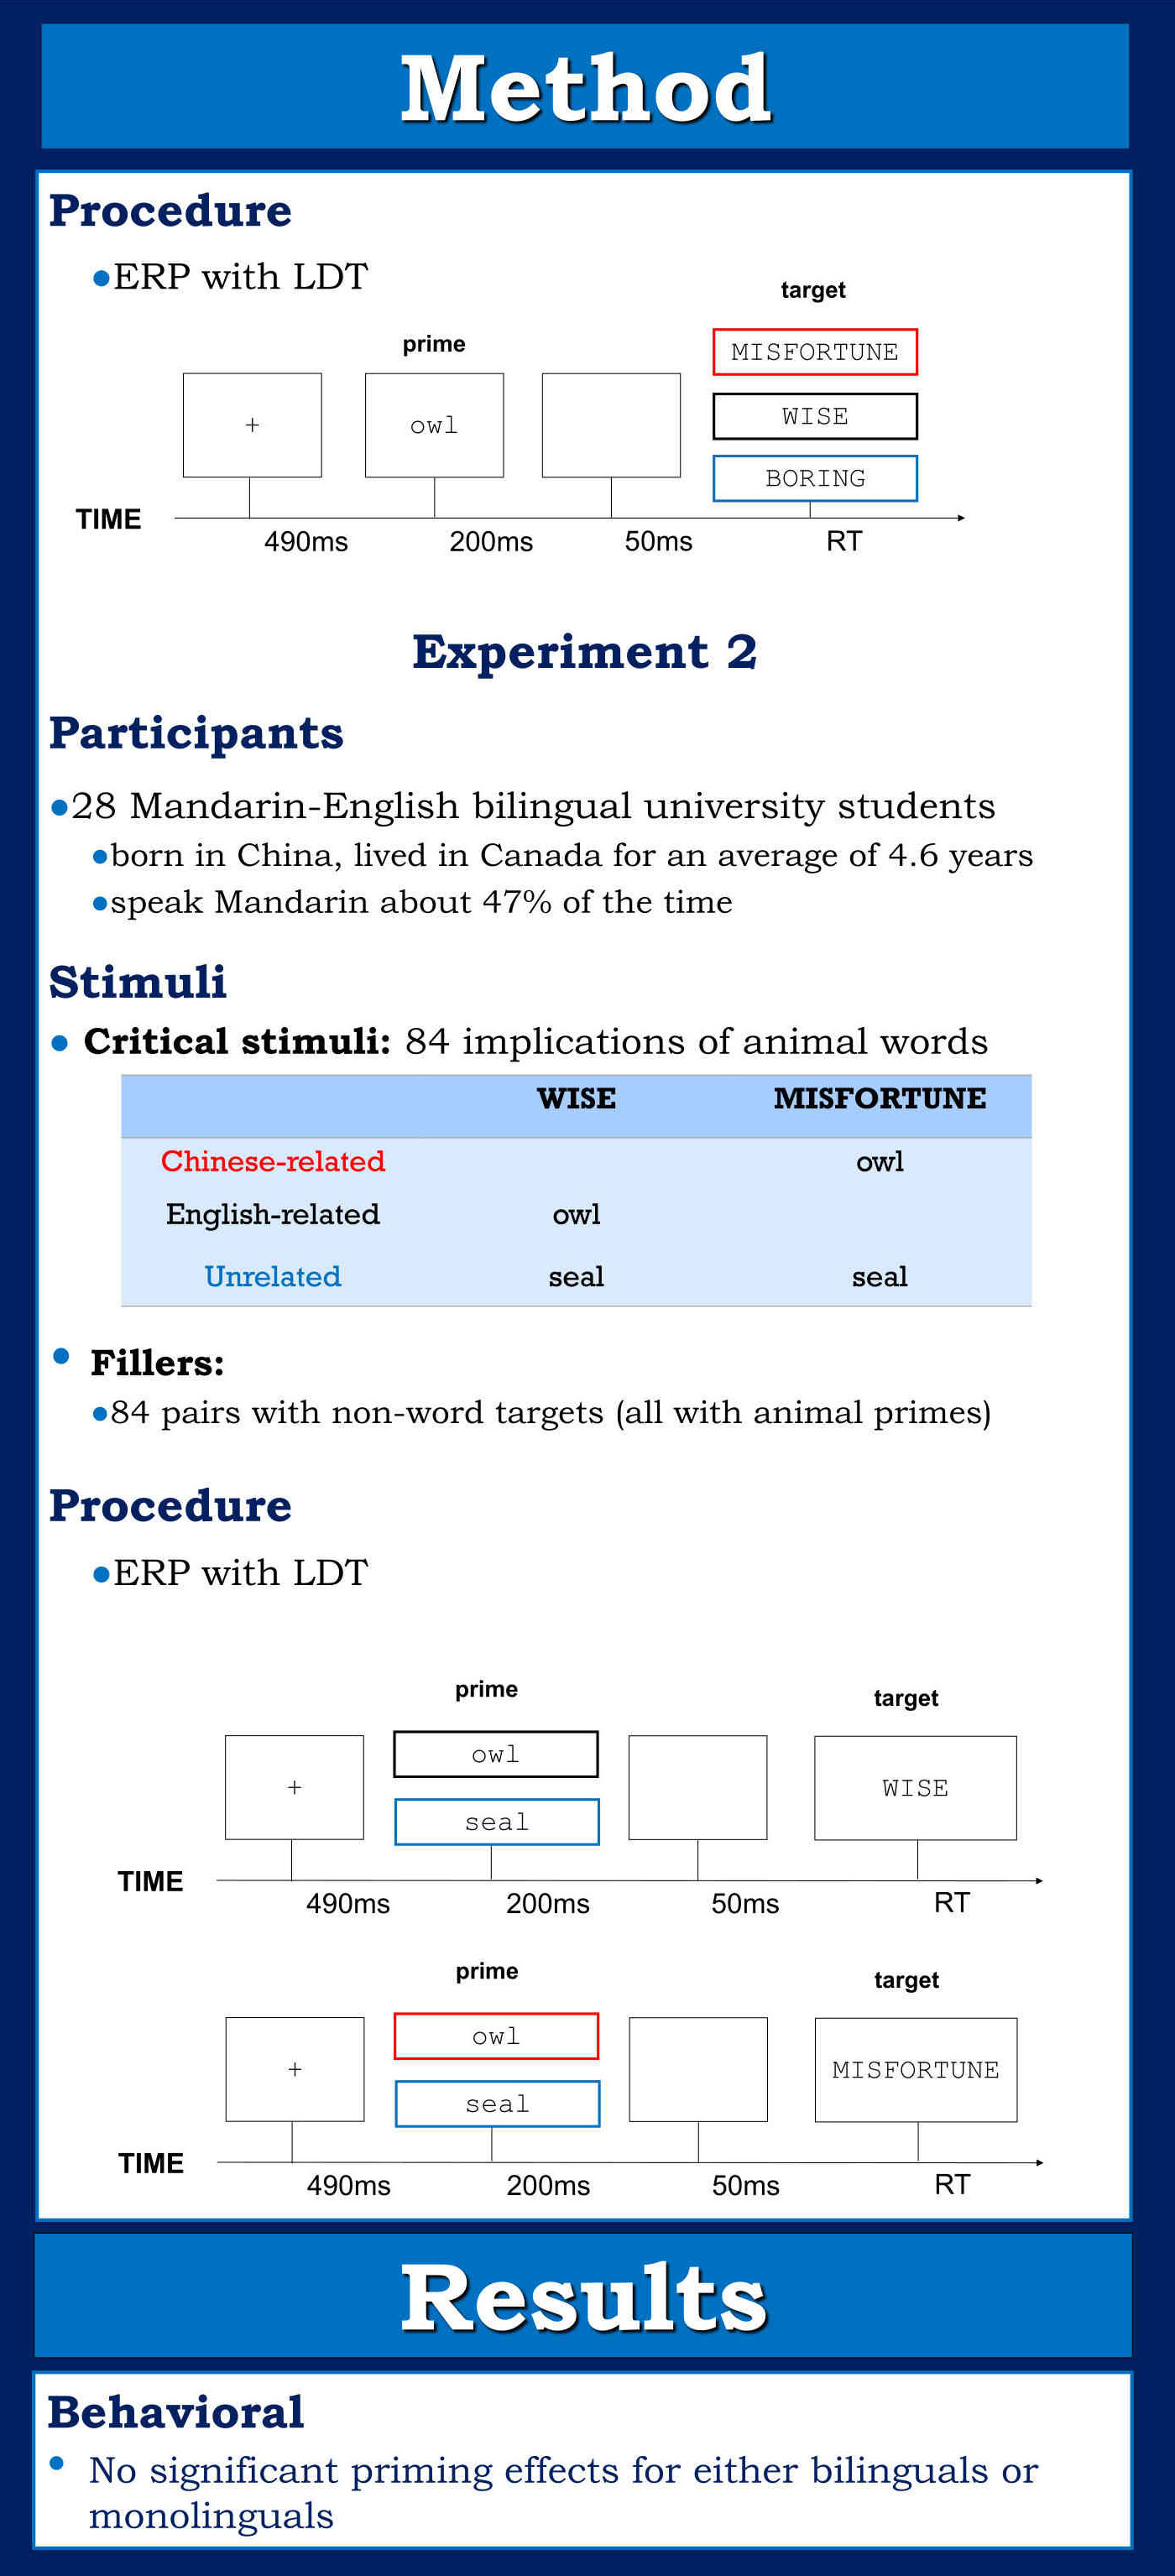 Method
Procedure
●ERP with LDT
target
prime
MISFORTUNE
+
owl
WISE
BORING
TIME
490ms
200ms
50ms
RT
Experiment 2
Participants
●28 Mandarin-English bilingual university students
●born in China, lived in Canada for an average of 4.6 years
●speak Mandarin about 47% of the time
Stimuli
● Critical stimuli: 84 implications of animal words
WISE MISFORTUNE
Chinese-related owl
English-related owl
Unrelated seal seal
● Fillers:
●84 pairs with non-word targets (all with animal primes)
Procedure
●ERP with LDT
prime
target
owl
+
WISE
seal
TIME
490ms
200ms
50ms
RT
prime
target
owl
+
MISFORTUNE
seal
TIME
490ms
200ms
50ms
RT
Results
Behavioral
● No significant priming effects for either bilinguals or
monolinguals